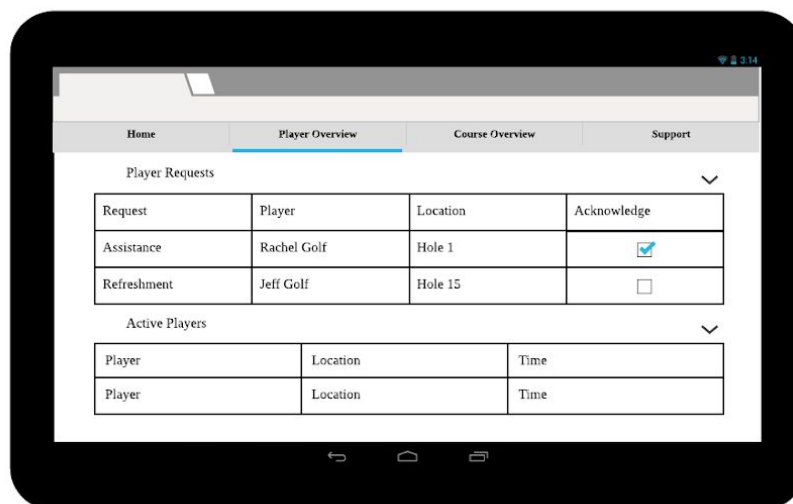 3:14
Home Player Overview Course Overview Support
Player Requests
Request Player Location Acknowledge
Assistance Rachel Golf Hole 1
Refreshment Jeff Golf Hole 15
Active Players
Player Location Time
Player Location Time